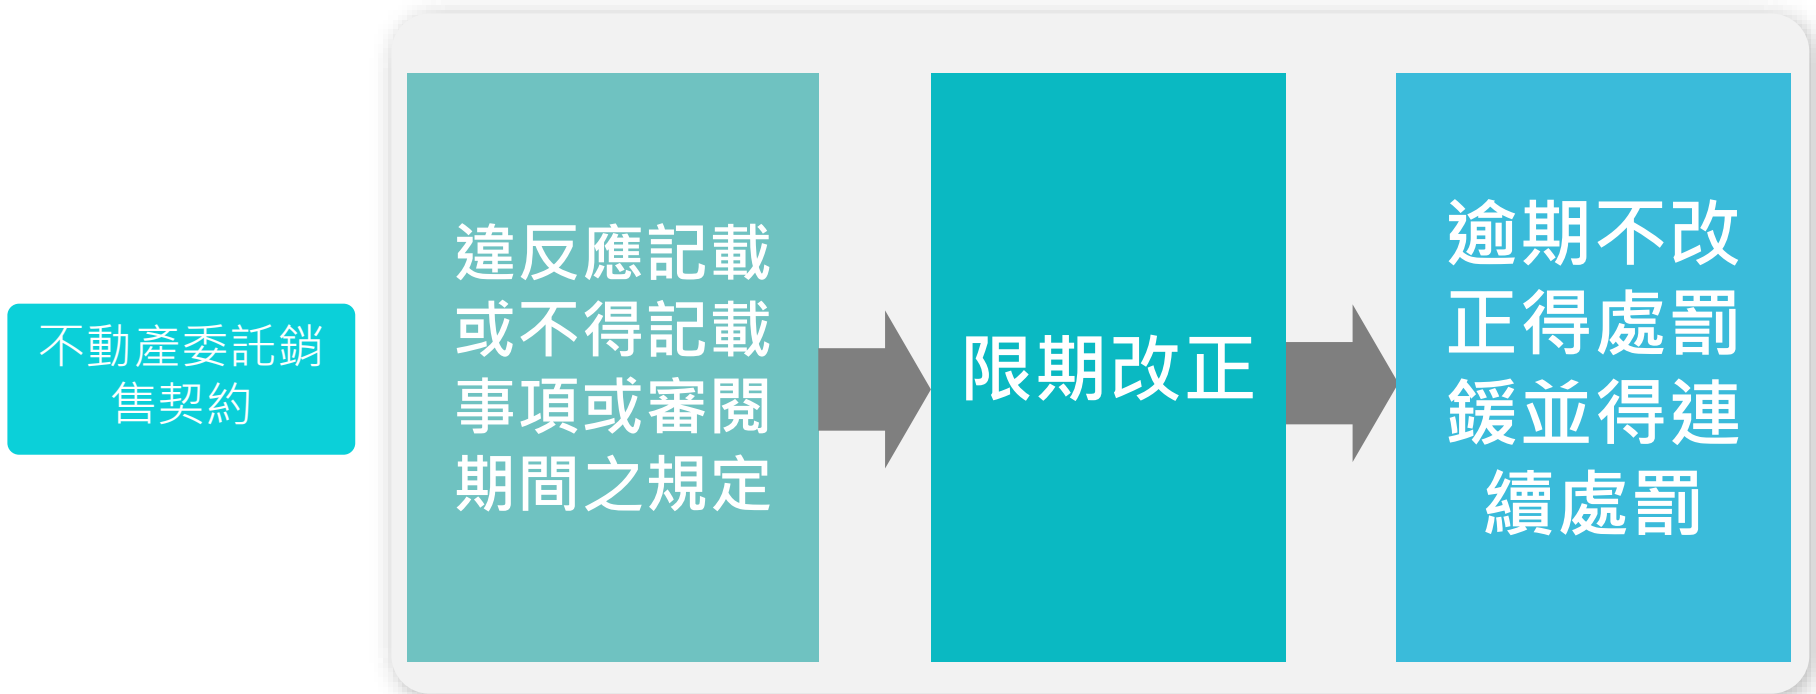 不動產委託銷
售契約
違反應記載
或不得記載
事項或審閱
期間之規定
限期改正
逾期不改
正得處罰
鍰並得連
續處罰